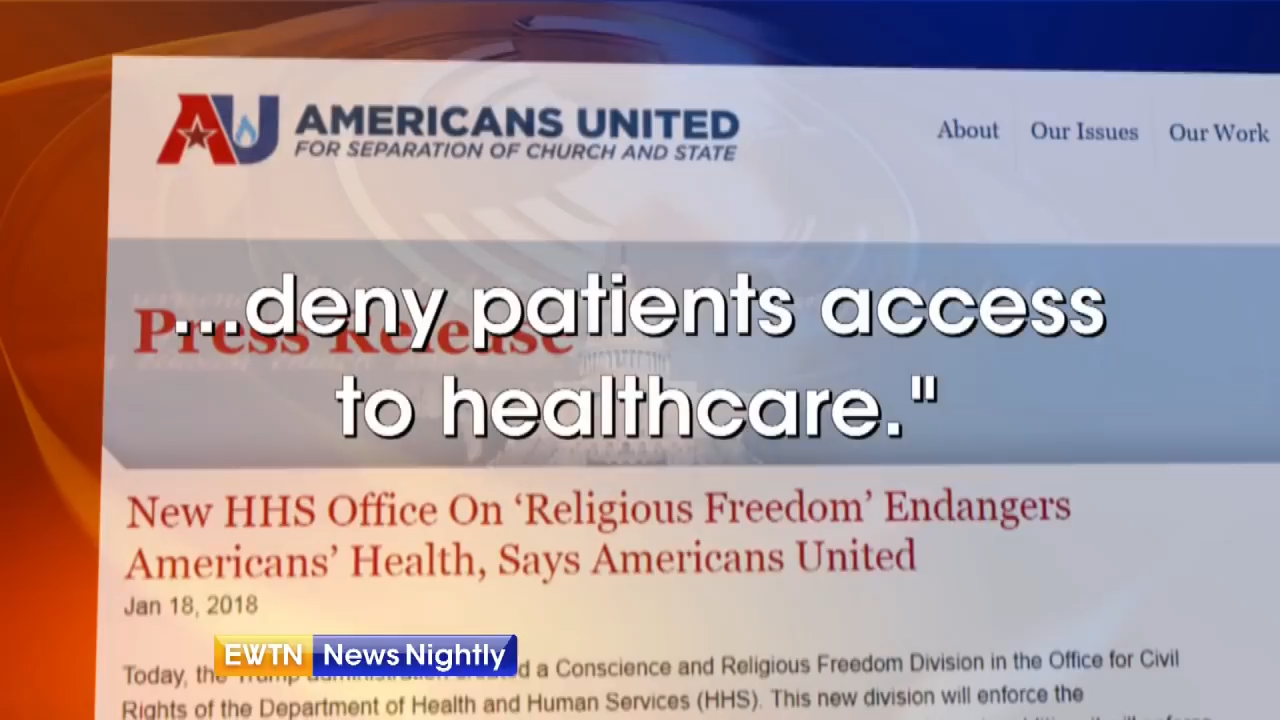 AU AMERICANS UNITED
FOR SEPARATION OF CHURCH AND STATE
About Our Issues Our Work
Press Release
...deny patients access
to healthcare."
New HHS Office On ‘Religious Freedom’ Endangers
Americans’ Health, Says Americans United
Jan 18, 2018
EWTN News Nightly
Today, the Trump administration a Conscience and Religious Freedom Division in the Office for Civil
Rights of the Department of Health and Human Services (HHS). This new division will enforce the